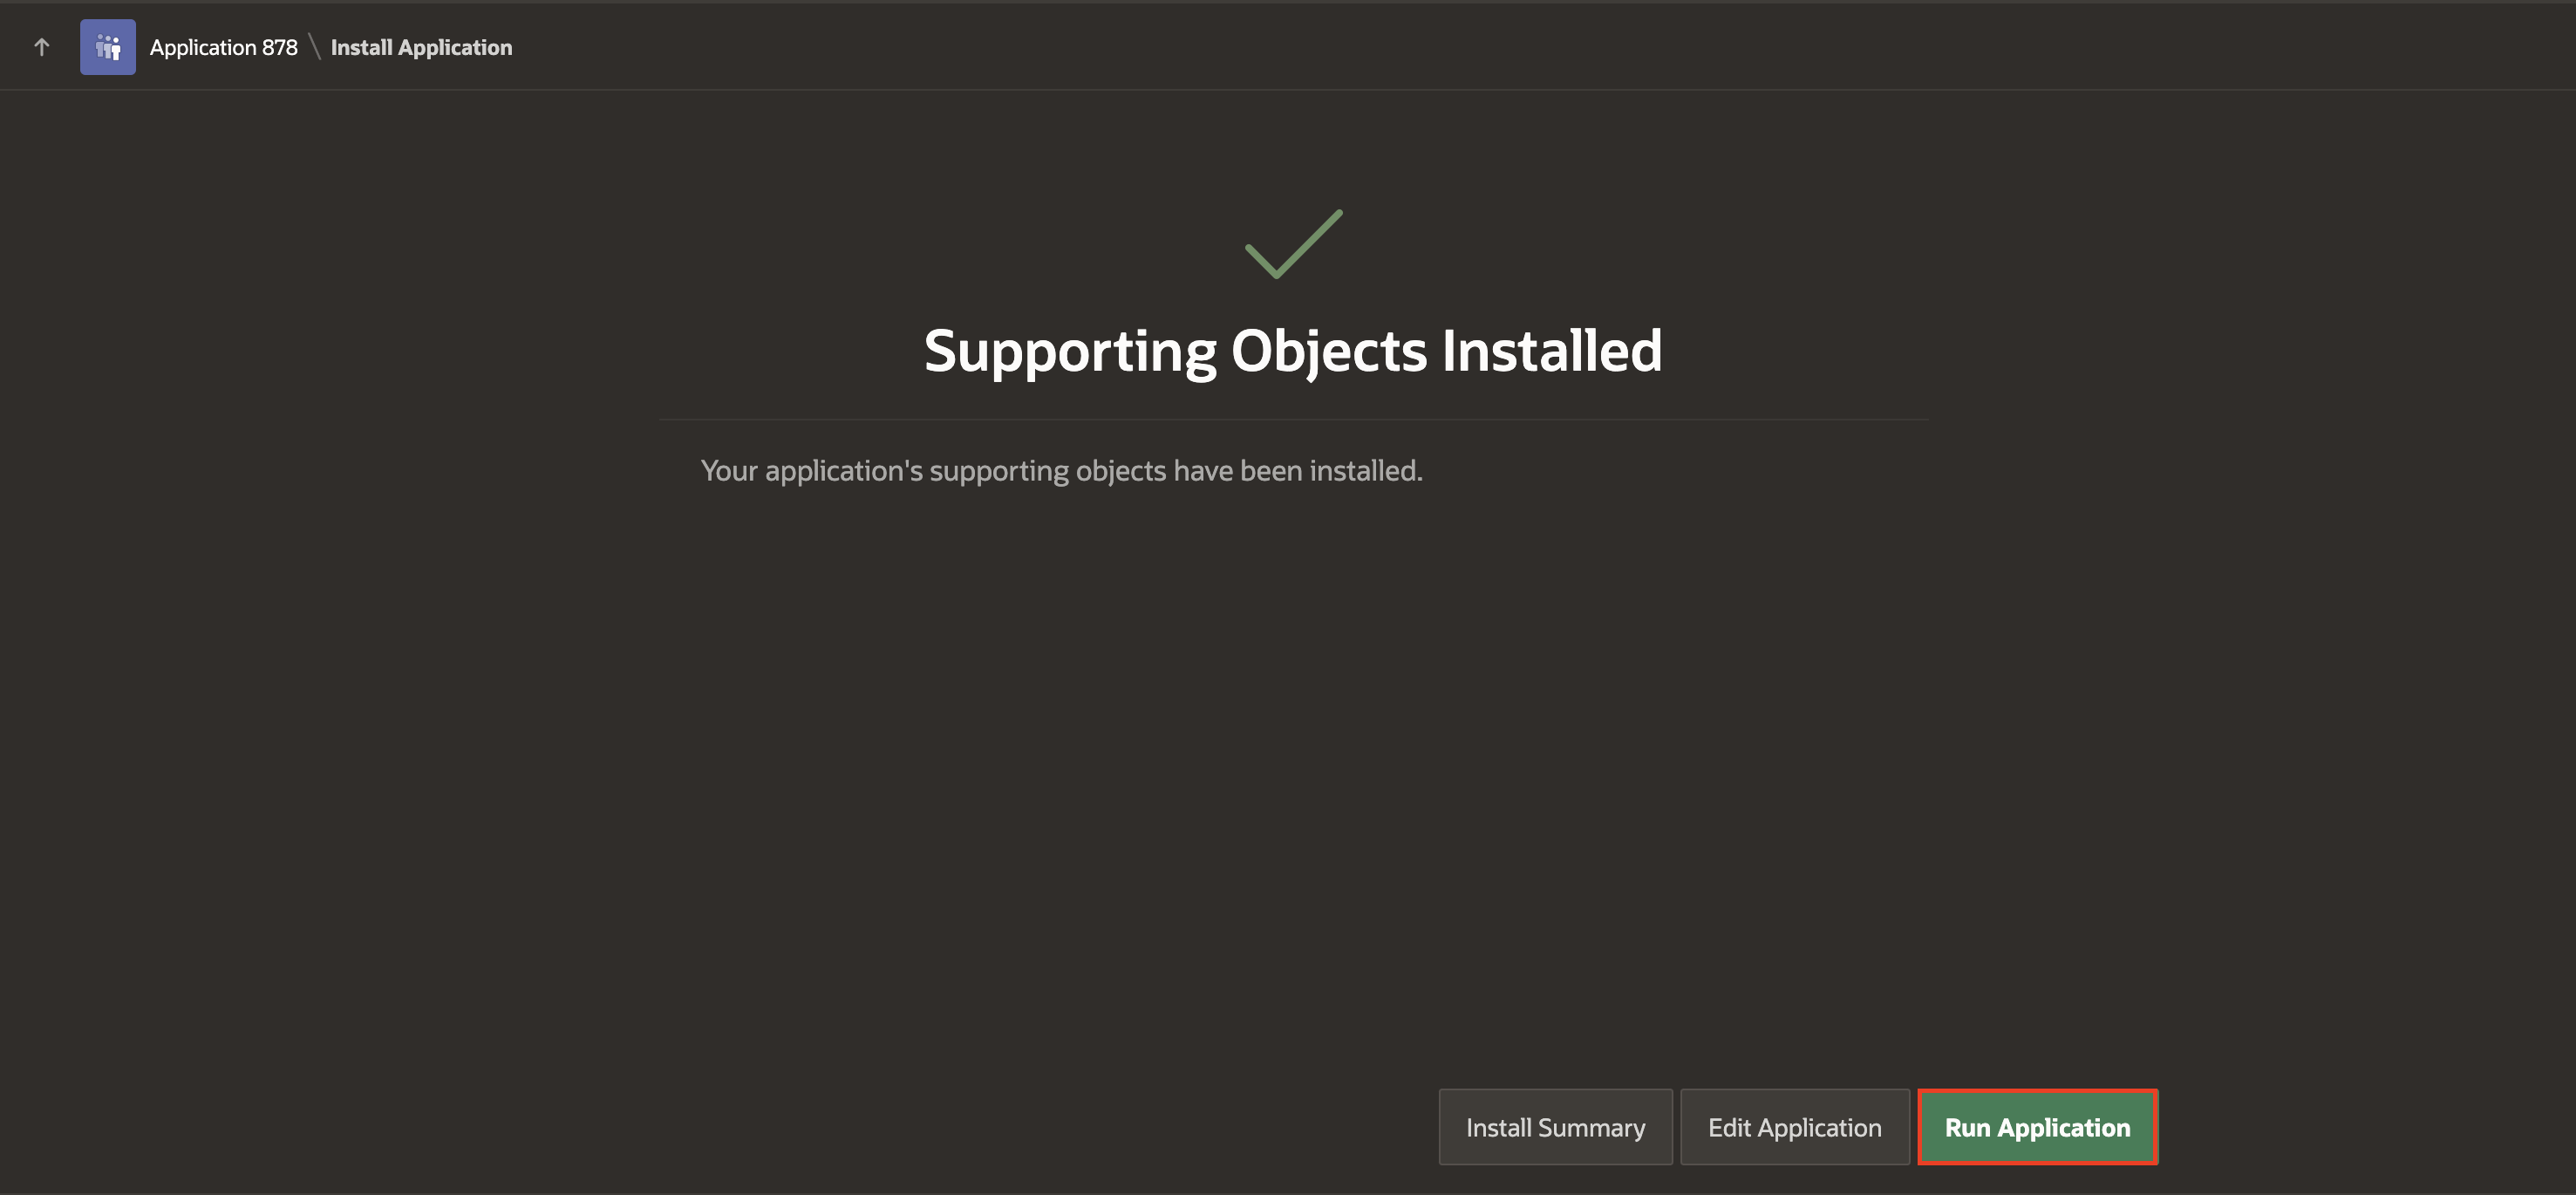 Application 878 \ Install Application
Supporting Objects Installed
Your application's supporting objects have been installed.
Install Summary
Edit Application
Run Application